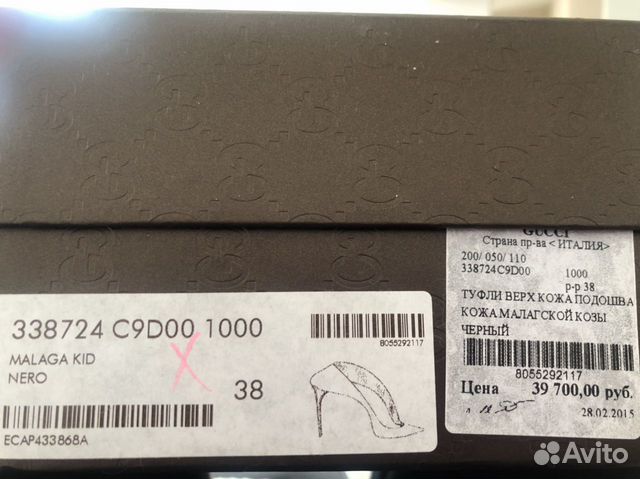 338724 C9D00 1000
MALAGA KID
NERO
38
8055292117
ECAP433868A
GUCCI
Страна пр-ва <ИТАЛИЯ>
200/ 050/ 110
338724C9D00 1000
р-р 38
ТУФЛИ ВЕРХ КОЖА ПОДОШВА
КОЖА.МАЛАГСКОЙ КОЗЫ
ЧЕРНЫЙ
8055292117
Цена 39 700,00 руб.
28.02.2015
Avito